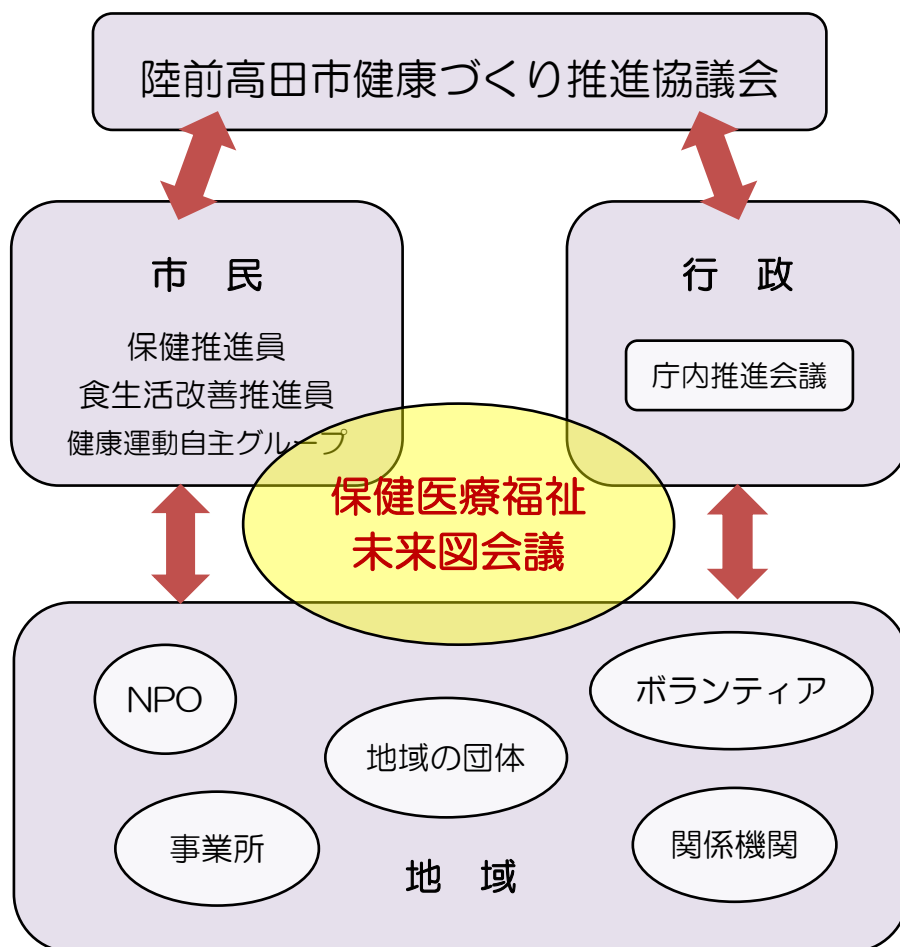 陸前高田市健康づくり推進協議会
市　民
保健推進員
食生活改善推進員
健康運動自主グループ
行　政
庁内推進会議
保健医療福祉
未来図会議
NPO
ボランティア
地域の団体
事業所
関係機関
地　域